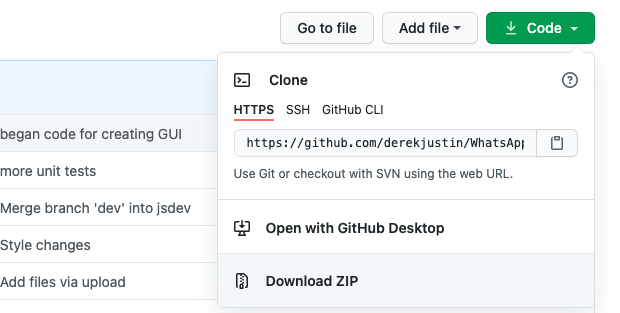 Go to file
Add file
Code
Clone
HTTPS SSH GitHub CLI
began code for creating GUI
https://github.com/derekjustin/WhatsApp
more unit tests
Use Git or checkout with SVN using the web URL.
Merge branch 'dev' into jsdev
Open with GitHub Desktop
Style changes
Add files via upload
Download ZIP